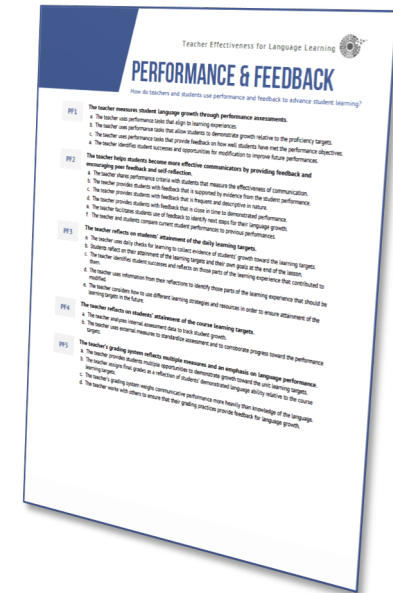 Teacher Effectiveness for Language Learning
PERFORMANCE & FEEDBACK
How do teachers and students use performance and feedback to advance student learning?
PF1
The teacher measures student language growth through performance assessments.
a. The teacher uses performance tasks that align to learning experiences.
b. The teacher uses performance tasks that allow students to demonstrate growth relative to the proficiency targets.
c. The teacher uses performance tasks that provide feedback on how well students have met the performance objectives.
a. The teacher identifies student successes and opportunities for modification to improve future performances.
PF2
The teacher helps students become more effective communicators by providing feedback and
encouraging peer feedback and self-reflection.
a. The teacher shares performance criteria with students that measure the effectiveness of communication.
b. The teacher provides students with feedback that is supported by evidence from the student performance.
c. The teacher provides students with feedback that is frequent and descriptive in nature.
d. The teacher provides students with feedback that is close in time to demonstrated performance.
e. The teacher facilitates students use of feedback to identify next steps for their language growth.
f. The teacher and students compare current student performances to previous performances.
PF3
The teacher reflects on students' attainment of the daily learning targets.
a. The teacher uses daily checks for learning to collect evidence of students' growth toward the learning targets.
b. Students reflect on their attainment of the learning targets and their own goals at the end of the lesson.
c. The teacher identifies student successes and reflects on those parts of the learning experience that contributed to
them.
d. The teacher uses information from their reflections to identify those parts of the learning experience that should be
modified.
e. The teacher considers how to use different learning strategies and resources in order to ensure attainment of the
learning targets in the future.
PF4
The teacher reflects on students' attainment of the course learning targets.
a. The teacher analyzes internal assessment data to track student growth.
b. The teacher uses external measures to standardize assessment and to corroborate progress toward the performance
targets.
PF5
The teacher's grading system reflects multiple measures and an emphasis on language performance.
a. The teacher provides students multiple opportunities to demonstrate growth toward the unit learning targets.
b. The teacher assigns final grades as a reflection of students' demonstrated language ability relative to the course
learning targets.
c. The teacher's grading system weighs communicative performance more heavily than knowledge of the language.
d. The teacher works with others to ensure that their grading practices provide feedback for language growth.